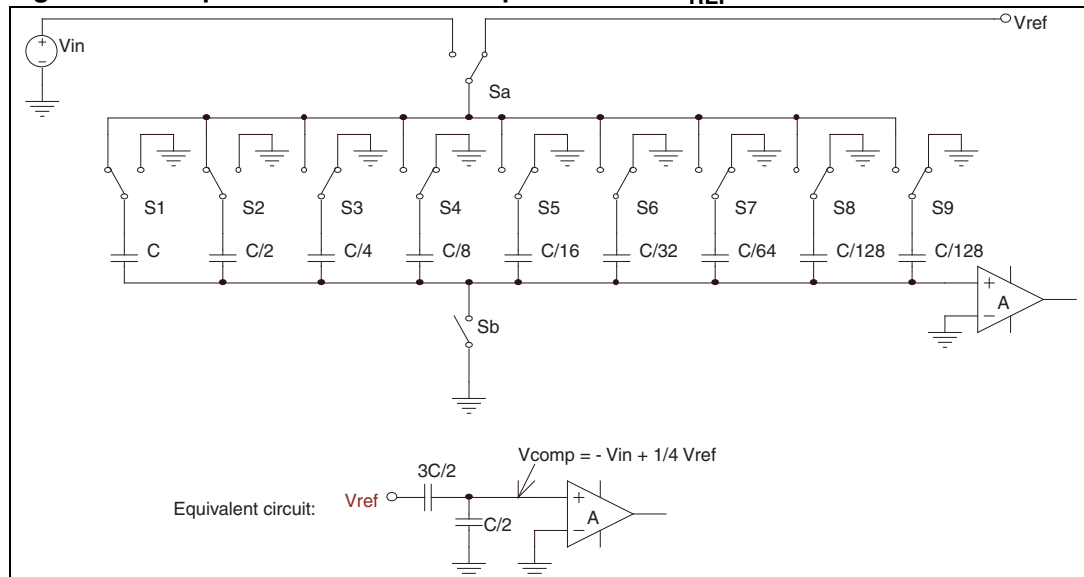 REF
Vin
Vref
Sa
S1 S2 S3 S4 S5 S6 S7 S8 S9
C C/2 C/4 C/8 C/16 C/32 C/64 C/128 C/128
+
−
A
Sb
Vcomp = - Vin + 1/4 Vref
3C/2
Equivalent circuit: Vref
C/2
+
−
A